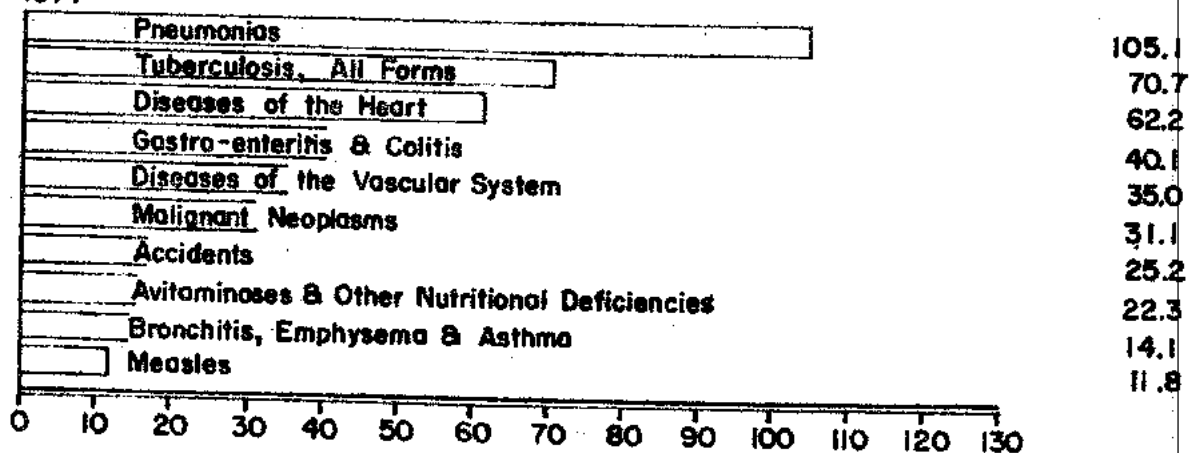 Pneumonias 105.1
Tuberculosis, All Forms 70.7
Diseases of the Heart 62.2
Gastro-enteritis & Colitis 40.1
Diseases of the Vascular System 35.0
Malignant Neoplasms 31.1
Accidents 25.2
Avitaminoses & Other Nutritional Deficiencies 22.3
Bronchitis, Emphysema & Asthma 14.1
Measles 11.8
0 10 20 30 40 50 60 70 80 90 100 110 120 130